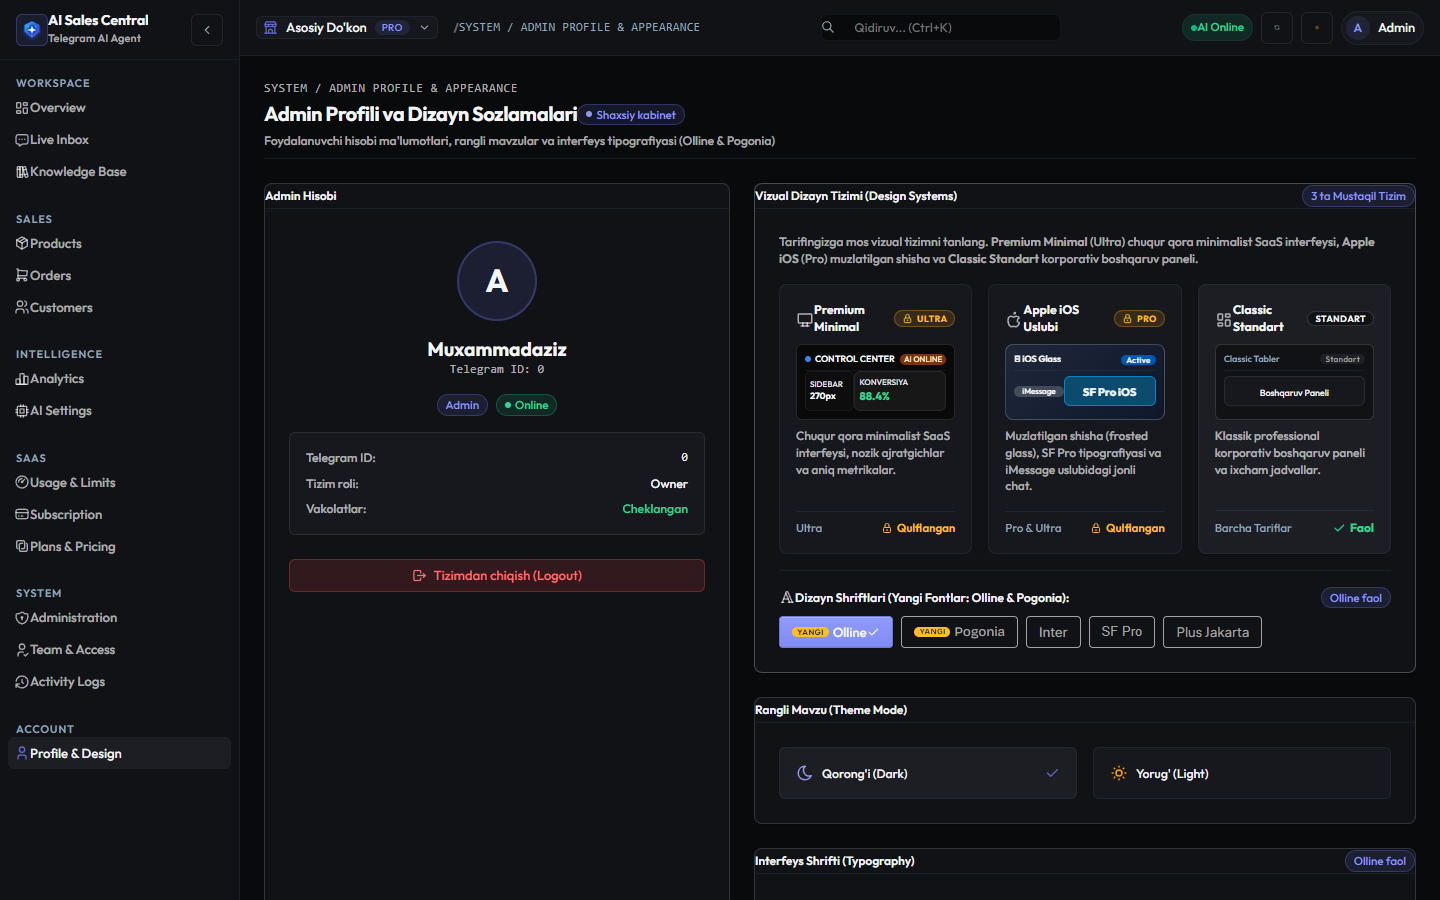 AI Sales Central
Telegram AI Agent
Asosiy Do'kon PRO
/SYSTEM / ADMIN PROFILE & APPEARANCE
Qidiruv... (Ctrl+K)
AI Online
A Admin
WORKSPACE
Overview
Live Inbox
Knowledge Base
SALES
Products
Orders
Customers
INTELLIGENCE
Analytics
AI Settings
SAAS
Usage & Limits
Subscription
Plans & Pricing
SYSTEM
Administration
Team & Access
Activity Logs
ACCOUNT
Profile & Design
SYSTEM / ADMIN PROFILE & APPEARANCE
Admin Profili va Dizayn Sozlamalari Shaxsiy kabinet
Foydalanuvchi hisobi ma'lumotlari, rangli mavzular va interfeys tipografiyasi (Olline & Pogonia)
Admin Hisobi
A
Muxammadaziz
Telegram ID: 0
Admin Online
Telegram ID: 0
Tizim roli: Owner
Vakolatlar: Cheklangan
Tizimdan chiqish (Logout)
Vizual Dizayn Tizimi (Design Systems) 3 ta Mustaqil Tizim
Tarifingizga mos vizual tizimni tanlang. Premium Minimal (Ultra) chuqur qora minimalist SaaS interfeysi, Apple
iOS (Pro) muzlatilgan shisha va Classic Standart korporativ boshqaruv paneli.
Premium
Minimal
ULTRA
CONTROL CENTER AI ONLINE
SIDEBAR
270px
KONVERSIYA
88.4%
Chuqur qora minimalist SaaS
interfeysi, nozik ajratgichlar
va aniq metrikalar.
Ultra Qulflangan
Apple iOS
Uslubi
PRO
iOS Glass Active
iMessage SF Pro iOS
Muzlatilgan shisha (frosted
glass), SF Pro tipografiyasi va
iMessage uslubidagi jonli
chat.
Pro & Ultra Qulflangan
Classic
Standart
STANDART
Classic Tabler Standart
Boshqaruv Paneli
Klassik professional
korporativ boshqaruv paneli
va ixcham jadvallar.
Barcha Tariflar Faol
Dizayn Shriftlari (Yangi Fontlar: Olline & Pogonia): Olline faol
YANGI Olline
YANGI Pogonia
Inter
SF Pro
Plus Jakarta
Rangli Mavzu (Theme Mode)
Qorong'i (Dark)
Yorug' (Light)
Interfeys Shrifti (Typography) Olline faol